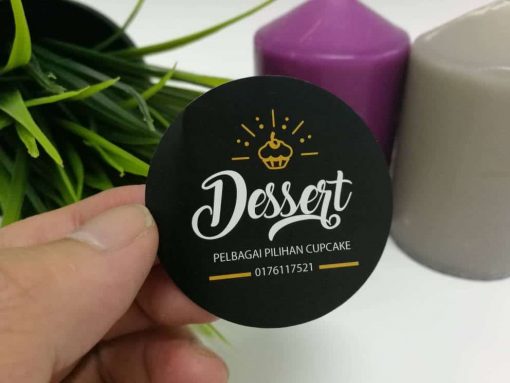 Dessert
PELBAGAI PILIHAN CUPCAKE
0176117521